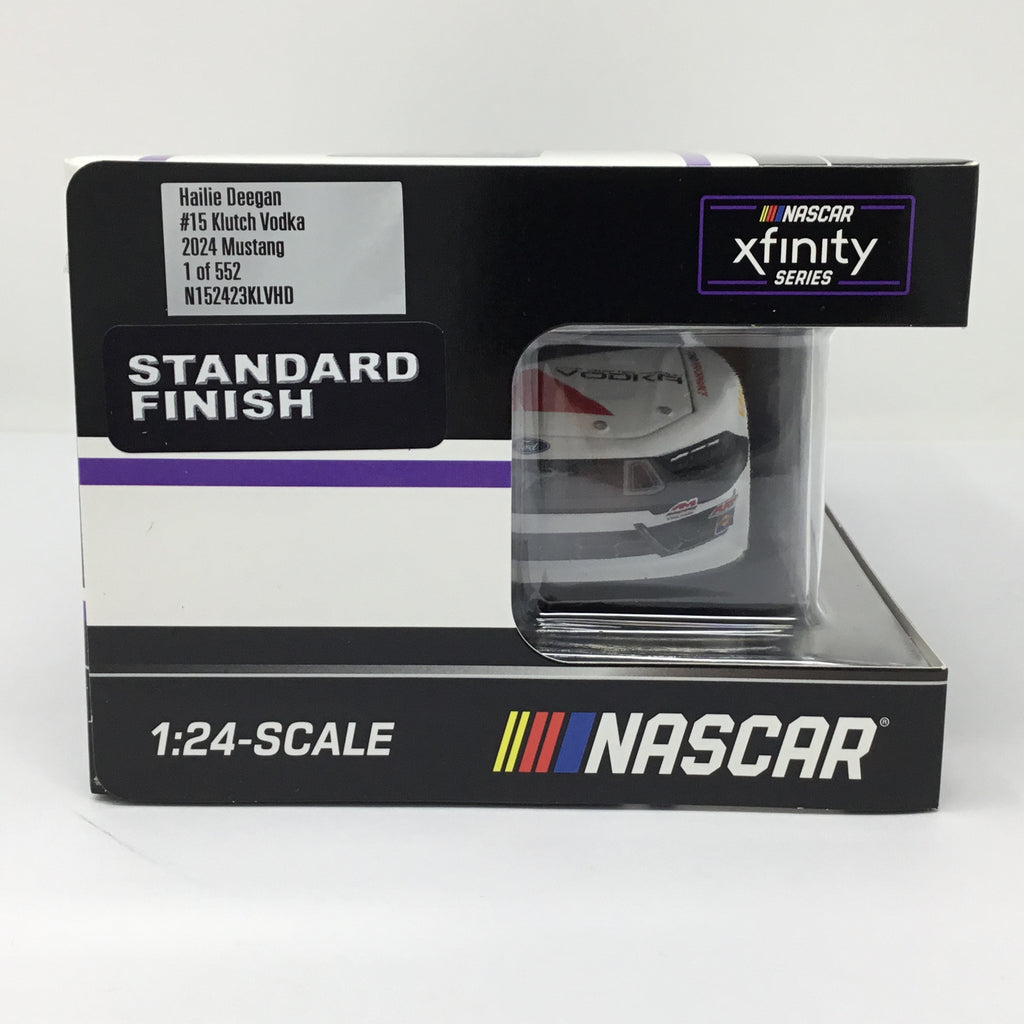 Hailie Deegan
#15 Klutch Vodka
2024 Mustang
1 of 552
N152423KLVHD
NASCAR
xfinity
SERIES
STANDARD
FINISH
VODKA
Ford
1:24-SCALE
NASCAR®